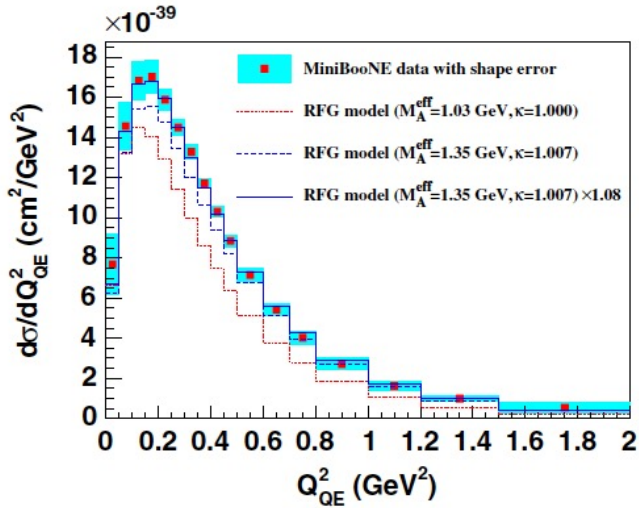 ×10⁻³⁹
18
16
14
12
10
8
6
4
2
0
dσ/dQ²_QE (cm²/GeV²)
MiniBooNE data with shape error
RFG model (M_A^eff=1.03 GeV,κ=1.000)
RFG model (M_A^eff=1.35 GeV,κ=1.007)
RFG model (M_A^eff=1.35 GeV,κ=1.007) ×1.08
0 0.2 0.4 0.6 0.8 1 1.2 1.4 1.6 1.8 2
Q²_QE (GeV²)